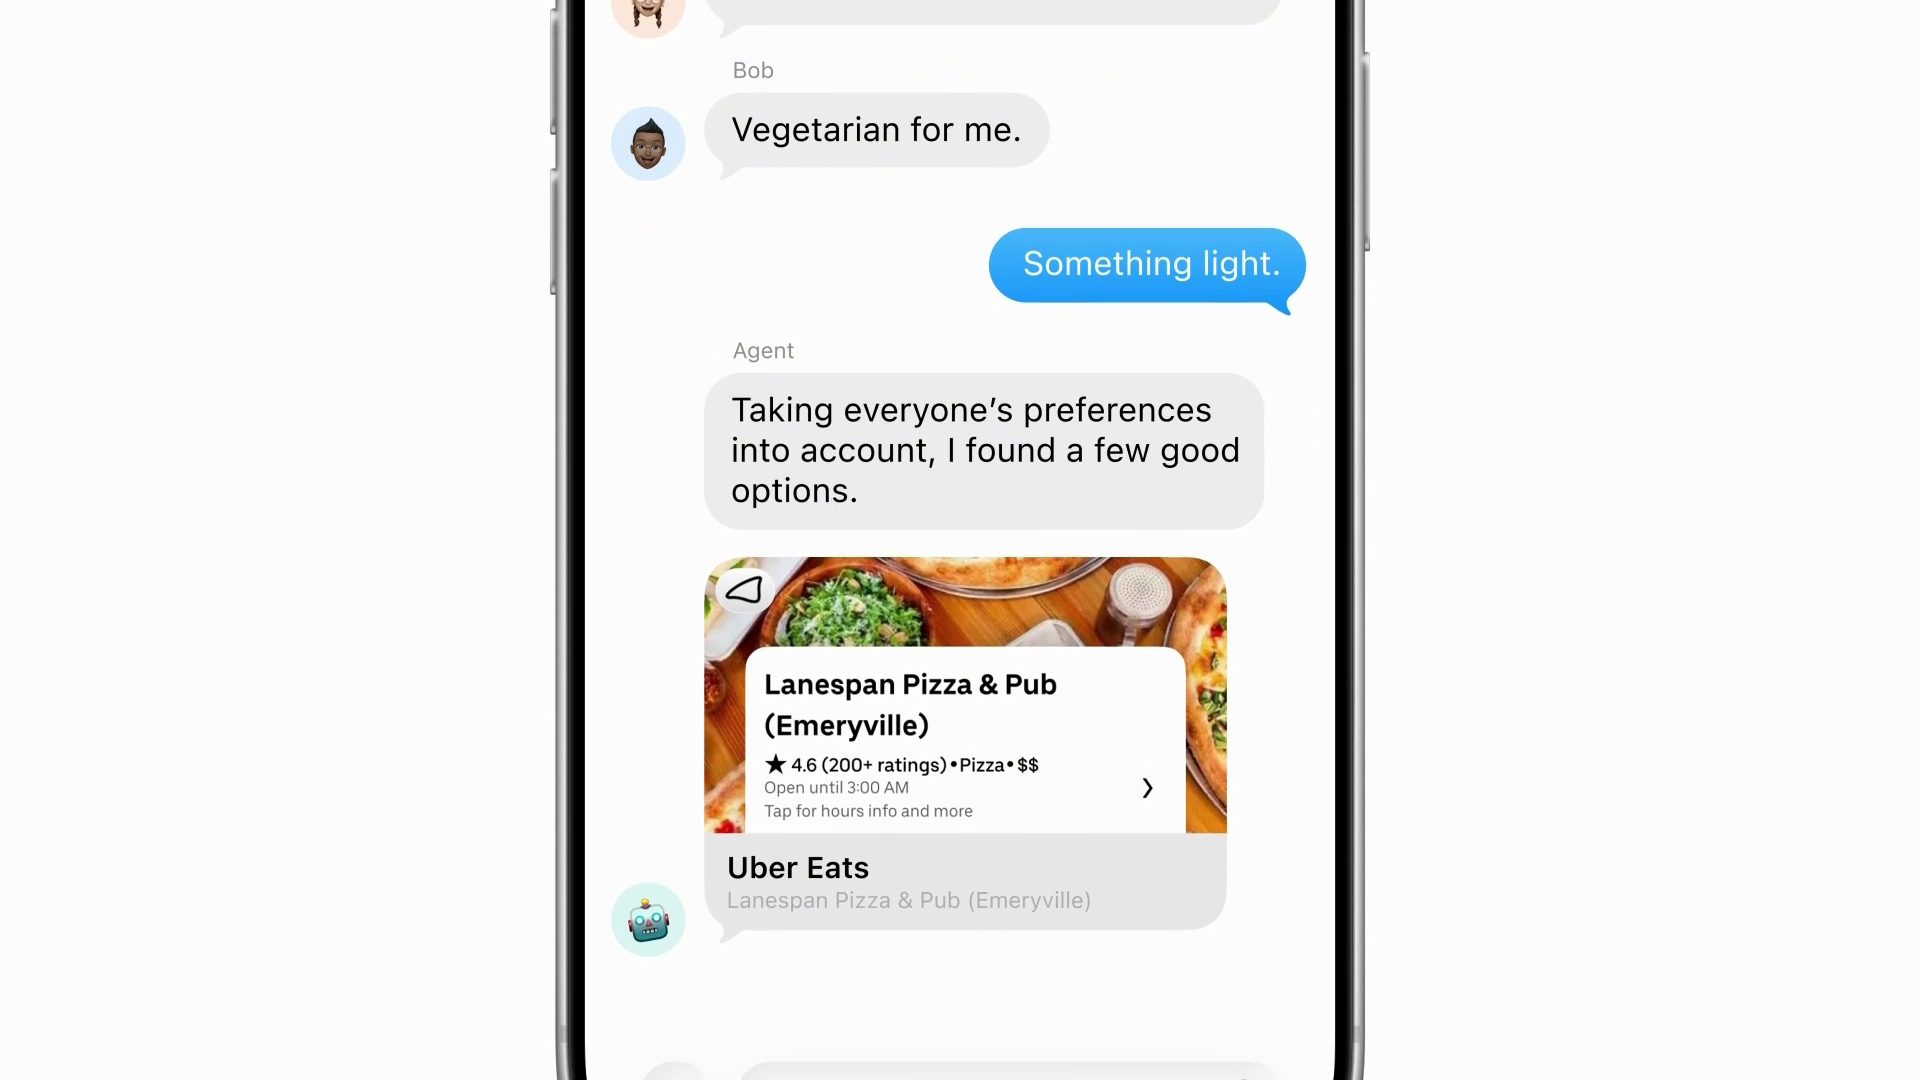 Bob
Vegetarian for me.
Something light.
Agent
Taking everyone’s preferences
into account, I found a few good
options.
Lanespan Pizza & Pub
(Emeryville)
★ 4.6 (200+ ratings) • Pizza • $$
Open until 3:00 AM
Tap for hours info and more
Uber Eats
Lanespan Pizza & Pub (Emeryville)